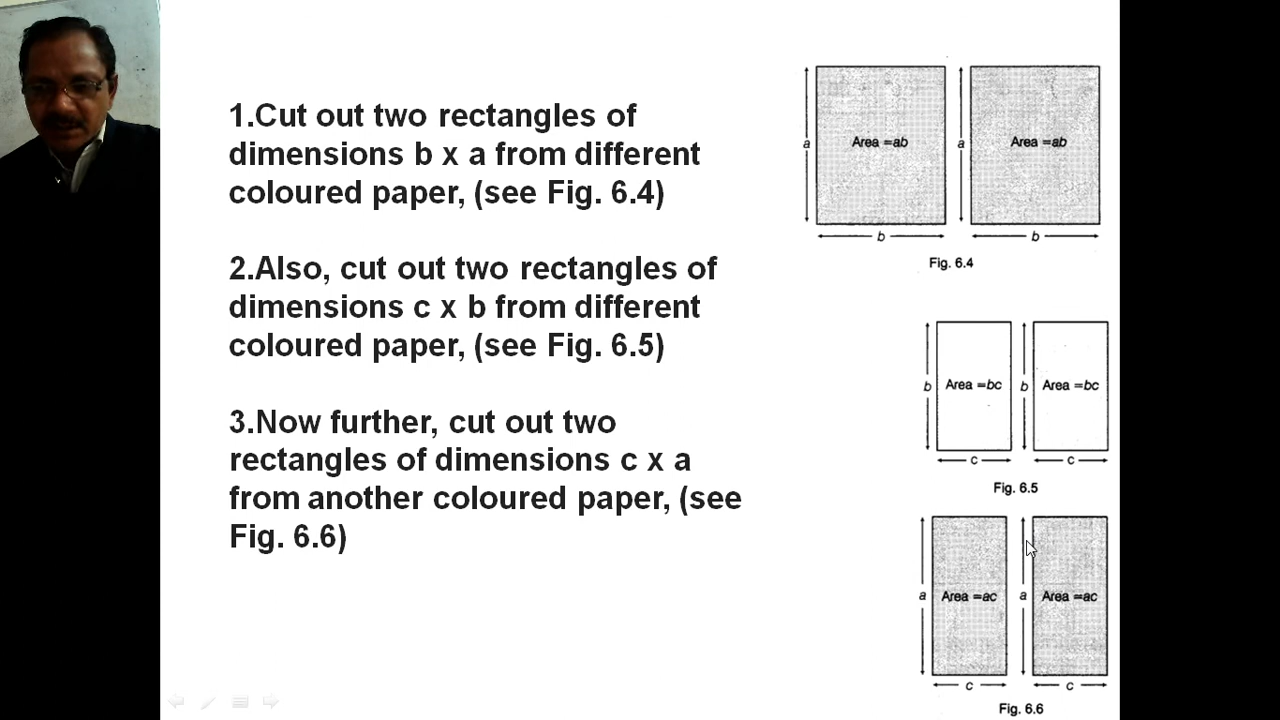 1.Cut out two rectangles of
dimensions b x a from different
coloured paper, (see Fig. 6.4)
2.Also, cut out two rectangles of
dimensions c x b from different
coloured paper, (see Fig. 6.5)
3.Now further, cut out two
rectangles of dimensions c x a
from another coloured paper, (see
Fig. 6.6)
a Area =ab a Area =ab
b b
Fig. 6.4
b Area =bc b Area =bc
c c
Fig. 6.5
a Area =ac a Area =ac
c c
Fig. 6.6